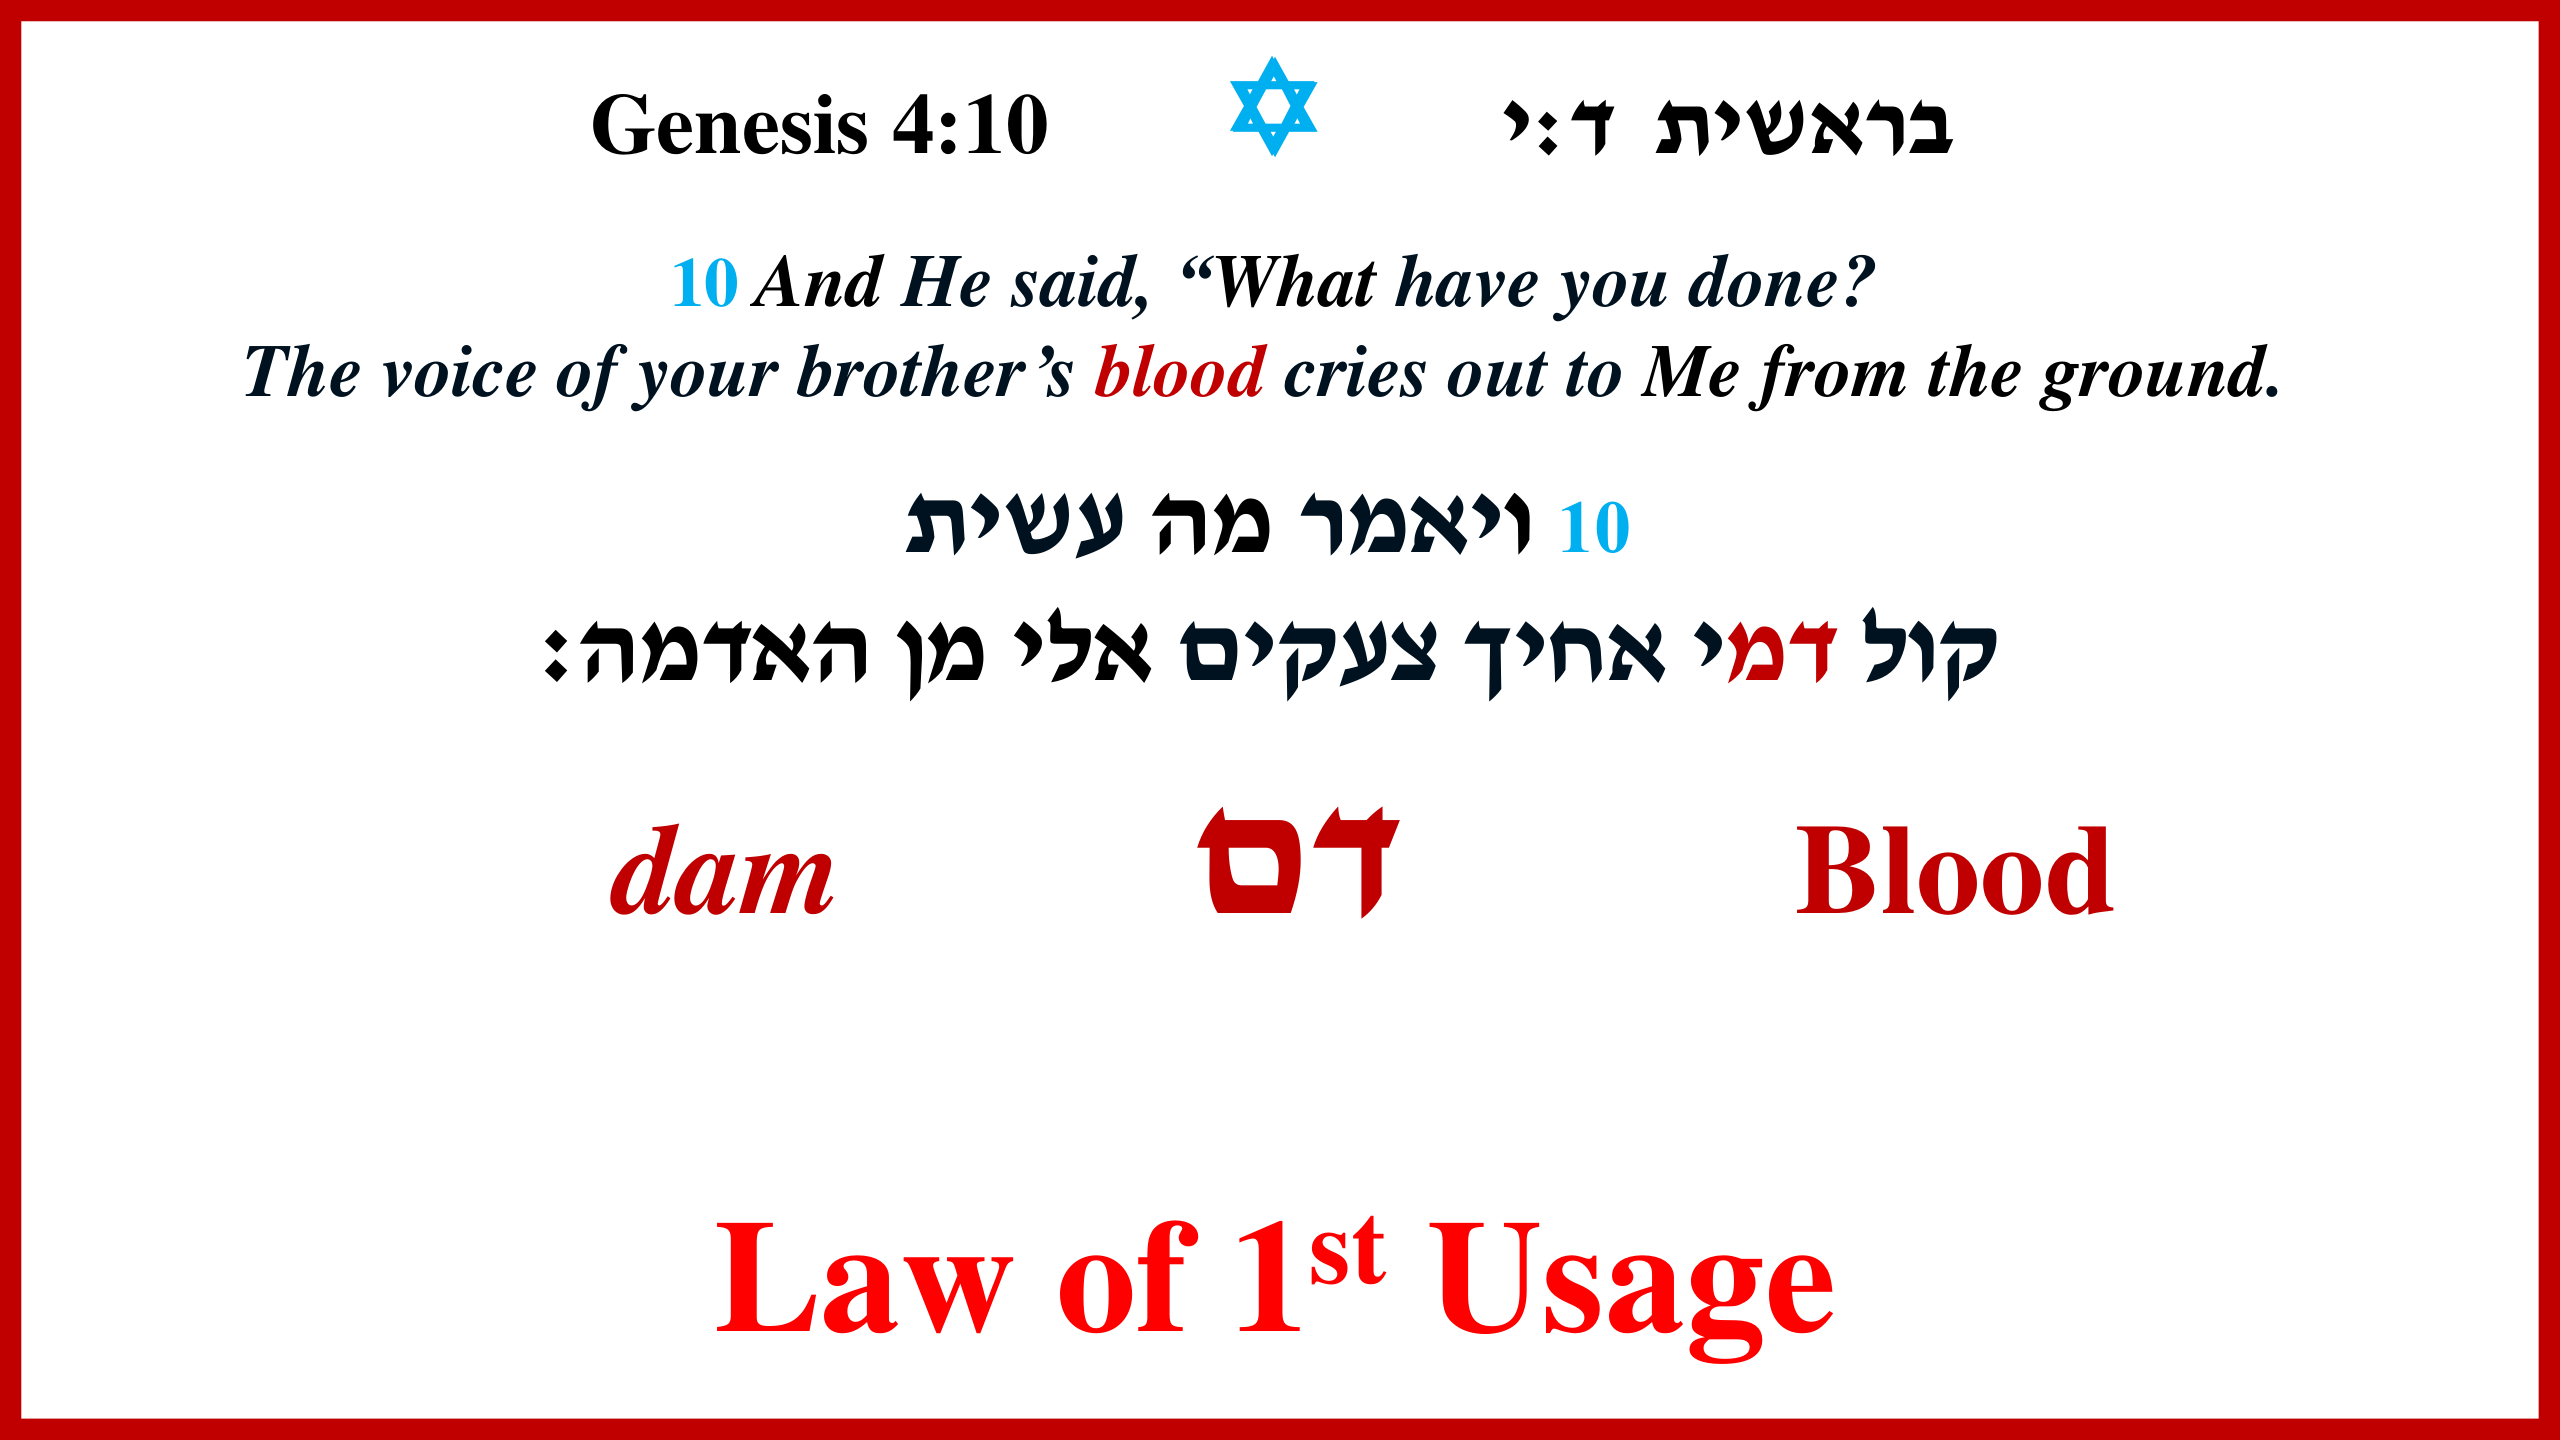 Genesis 4:10 בראשית ד:י
10 And He said, “What have you done?
The voice of your brother’s blood cries out to Me from the ground.
10 ויאמר מה עשית
קול דמי אחיך צעקים אלי מן האדמה:
dam דם Blood
Law of 1st Usage